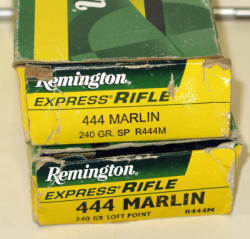 Remington
EXPRESS RIFLE
444 MARLIN
240 GR. SP R444M
Remington
EXPRESS RIFLE
444 MARLIN
240 GR SOFT POINT R444M